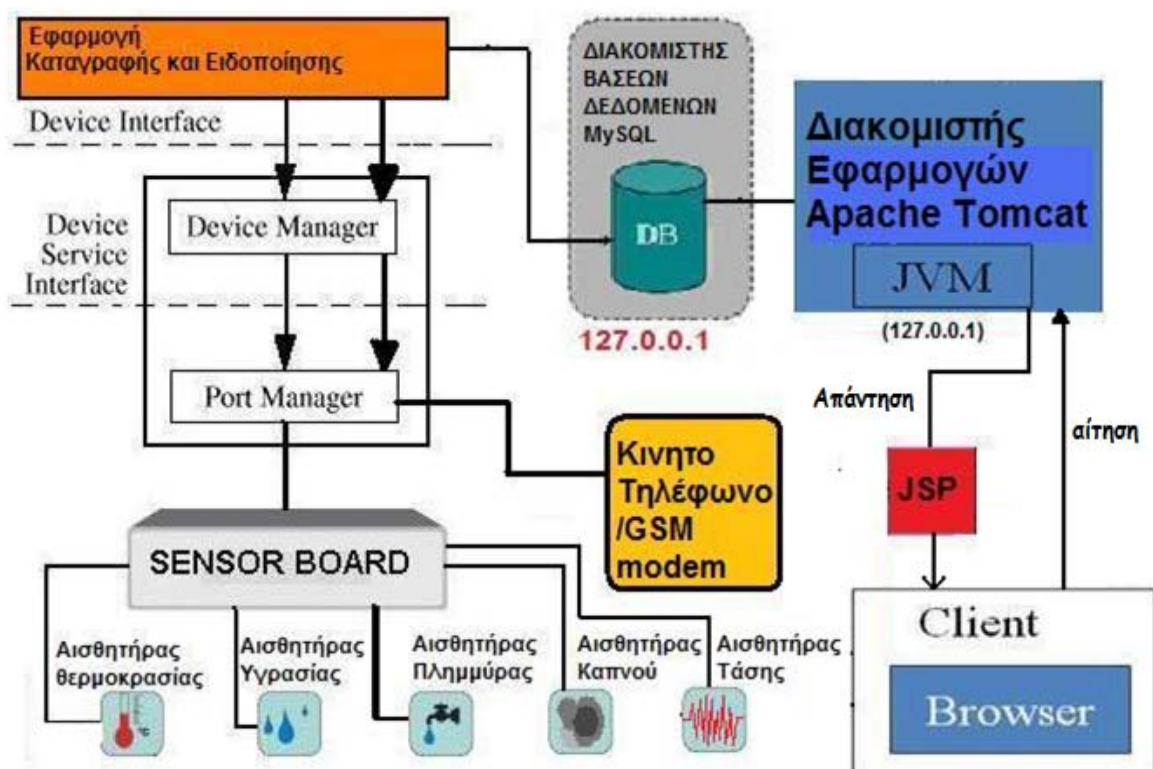 Εφαρμογή
Καταγραφής και Ειδοποίησης
Device Interface
Device
Service
Interface
Device Manager
Port Manager
ΔΙΑΚΟΜΙΣΤΗΣ
ΒΑΣΕΩΝ
ΔΕΔΟΜΕΝΩΝ
MySQL
DB
127.0.0.1
Διακομιστής
Εφαρμογών
Apache Tomcat
JVM
(127.0.0.1)
Απάντηση
αίτηση
JSP
Κινητο
Τηλέφωνο
/GSM
modem
SENSOR BOARD
Αισθητήρας
θερμοκρασίας
°C
Αισθητήρας
Υγρασίας
Αισθητήρας
Πλημμύρας
Αισθητήρας
Καπνού
Αισθητήρας
Τάσης
Client
Browser